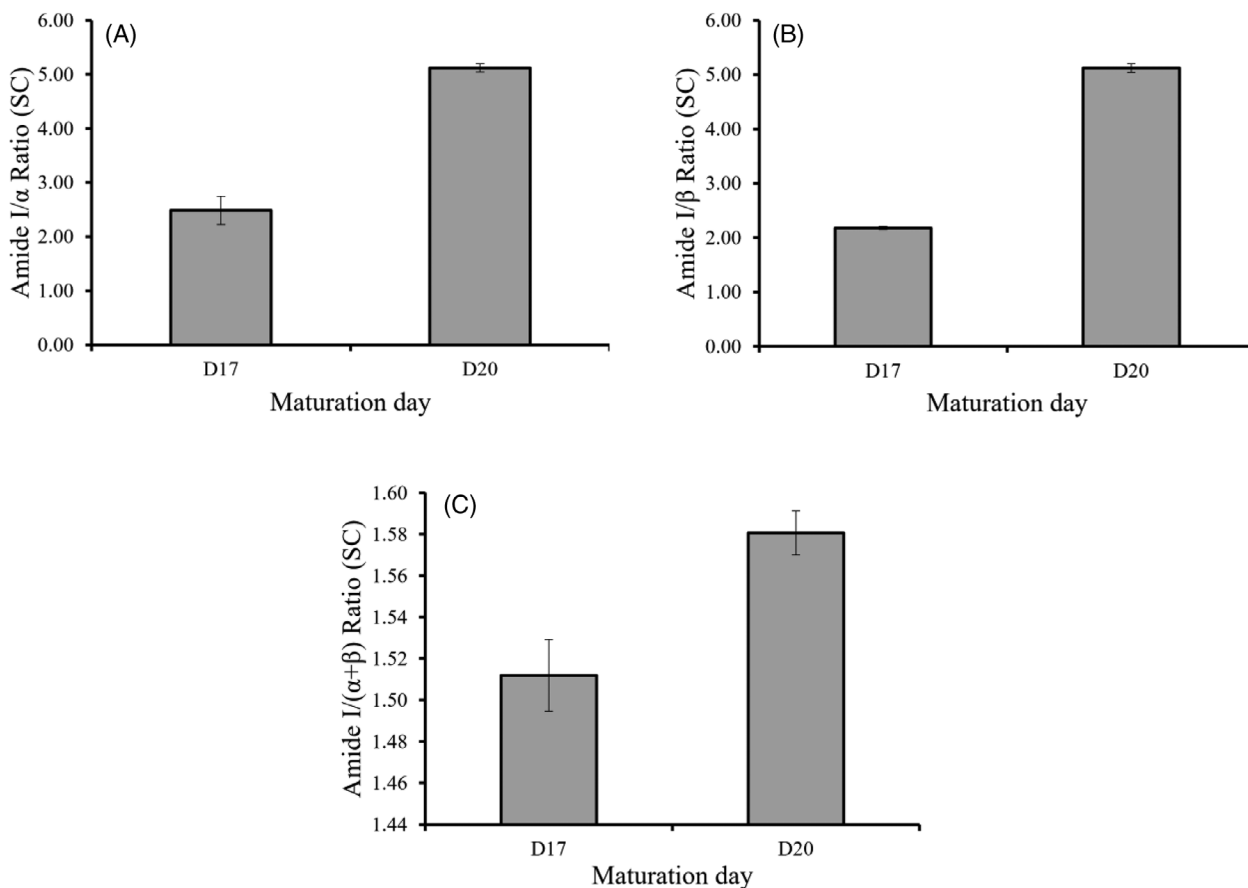 (A)
Amide I/α Ratio (SC)
6.00
5.00
4.00
3.00
2.00
1.00
0.00
D17 D20
Maturation day
(B)
Amide I/β Ratio (SC)
6.00
5.00
4.00
3.00
2.00
1.00
0.00
D17 D20
Maturation day
(C)
Amide I/(α+β) Ratio (SC)
1.60
1.58
1.56
1.54
1.52
1.50
1.48
1.46
1.44
D17 D20
Maturation day